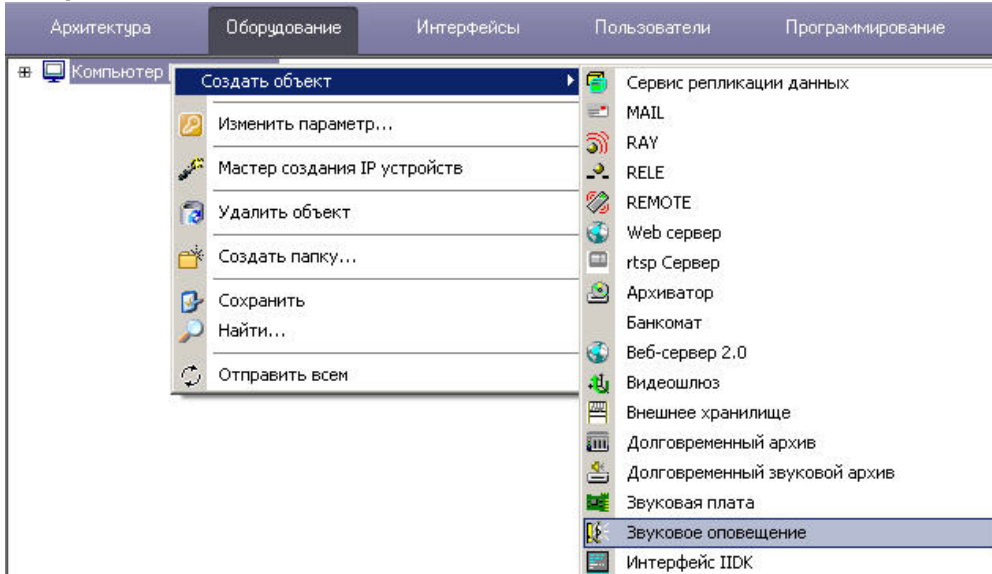 Архитектура
Оборудование
Интерфейсы
Пользователи
Программирование
Компьютер
Создать объект
Изменить параметр...
Мастер создания IP устройств
Удалить объект
Создать папку...
Сохранить
Найти...
Отправить всем
Сервис репликации данных
MAIL
RAY
RELE
REMOTE
Web сервер
rtsp Сервер
Архиватор
Банкомат
Веб-сервер 2.0
Видеошлюз
Внешнее хранилище
Долговременный архив
Долговременный звуковой архив
Звуковая плата
Звуковое оповещение
Интерфейс IIDK